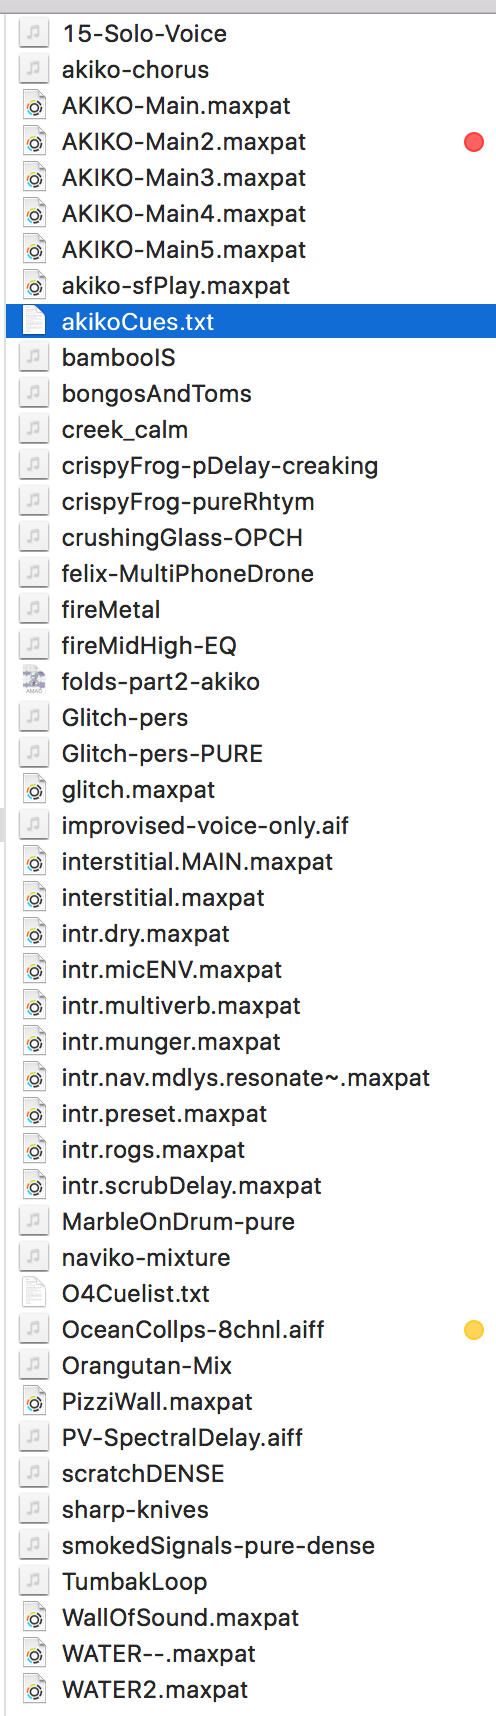 15-Solo-Voice
akiko-chorus
AKIKO-Main.maxpat
AKIKO-Main2.maxpat
AKIKO-Main3.maxpat
AKIKO-Main4.maxpat
AKIKO-Main5.maxpat
akiko-sfPlay.maxpat
akikoCues.txt
bambooIS
bongosAndToms
creek_calm
crispyFrog-pDelay-creaking
crispyFrog-pureRhtym
crushingGlass-OPCH
felix-MultiPhoneDrone
fireMetal
fireMidHigh-EQ
folds-part2-akiko
Glitch-pers
Glitch-pers-PURE
glitch.maxpat
improvised-voice-only.aif
interstitial.MAIN.maxpat
interstitial.maxpat
intr.dry.maxpat
intr.micENV.maxpat
intr.multiverb.maxpat
intr.munger.maxpat
intr.nav.mdlys.resonate~.maxpat
intr.preset.maxpat
intr.rogs.maxpat
intr.scrubDelay.maxpat
MarbleOnDrum-pure
naviko-mixture
O4Cuelist.txt
OceanCollps-8chnl.aiff
Orangutan-Mix
PizziWall.maxpat
PV-SpectralDelay.aiff
scratchDENSE
sharp-knives
smokedSignals-pure-dense
TumbakLoop
WallOfSound.maxpat
WATER--.maxpat
WATER2.maxpat